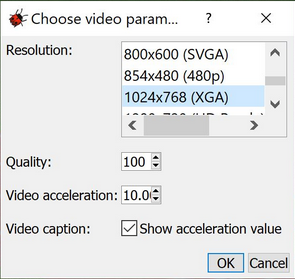 Choose video param... ?
Resolution:
800x600 (SVGA)
854x480 (480p)
1024x768 (XGA)
Quality:
100
Video acceleration:
10.0
Video caption:
Show acceleration value
OK
Cancel